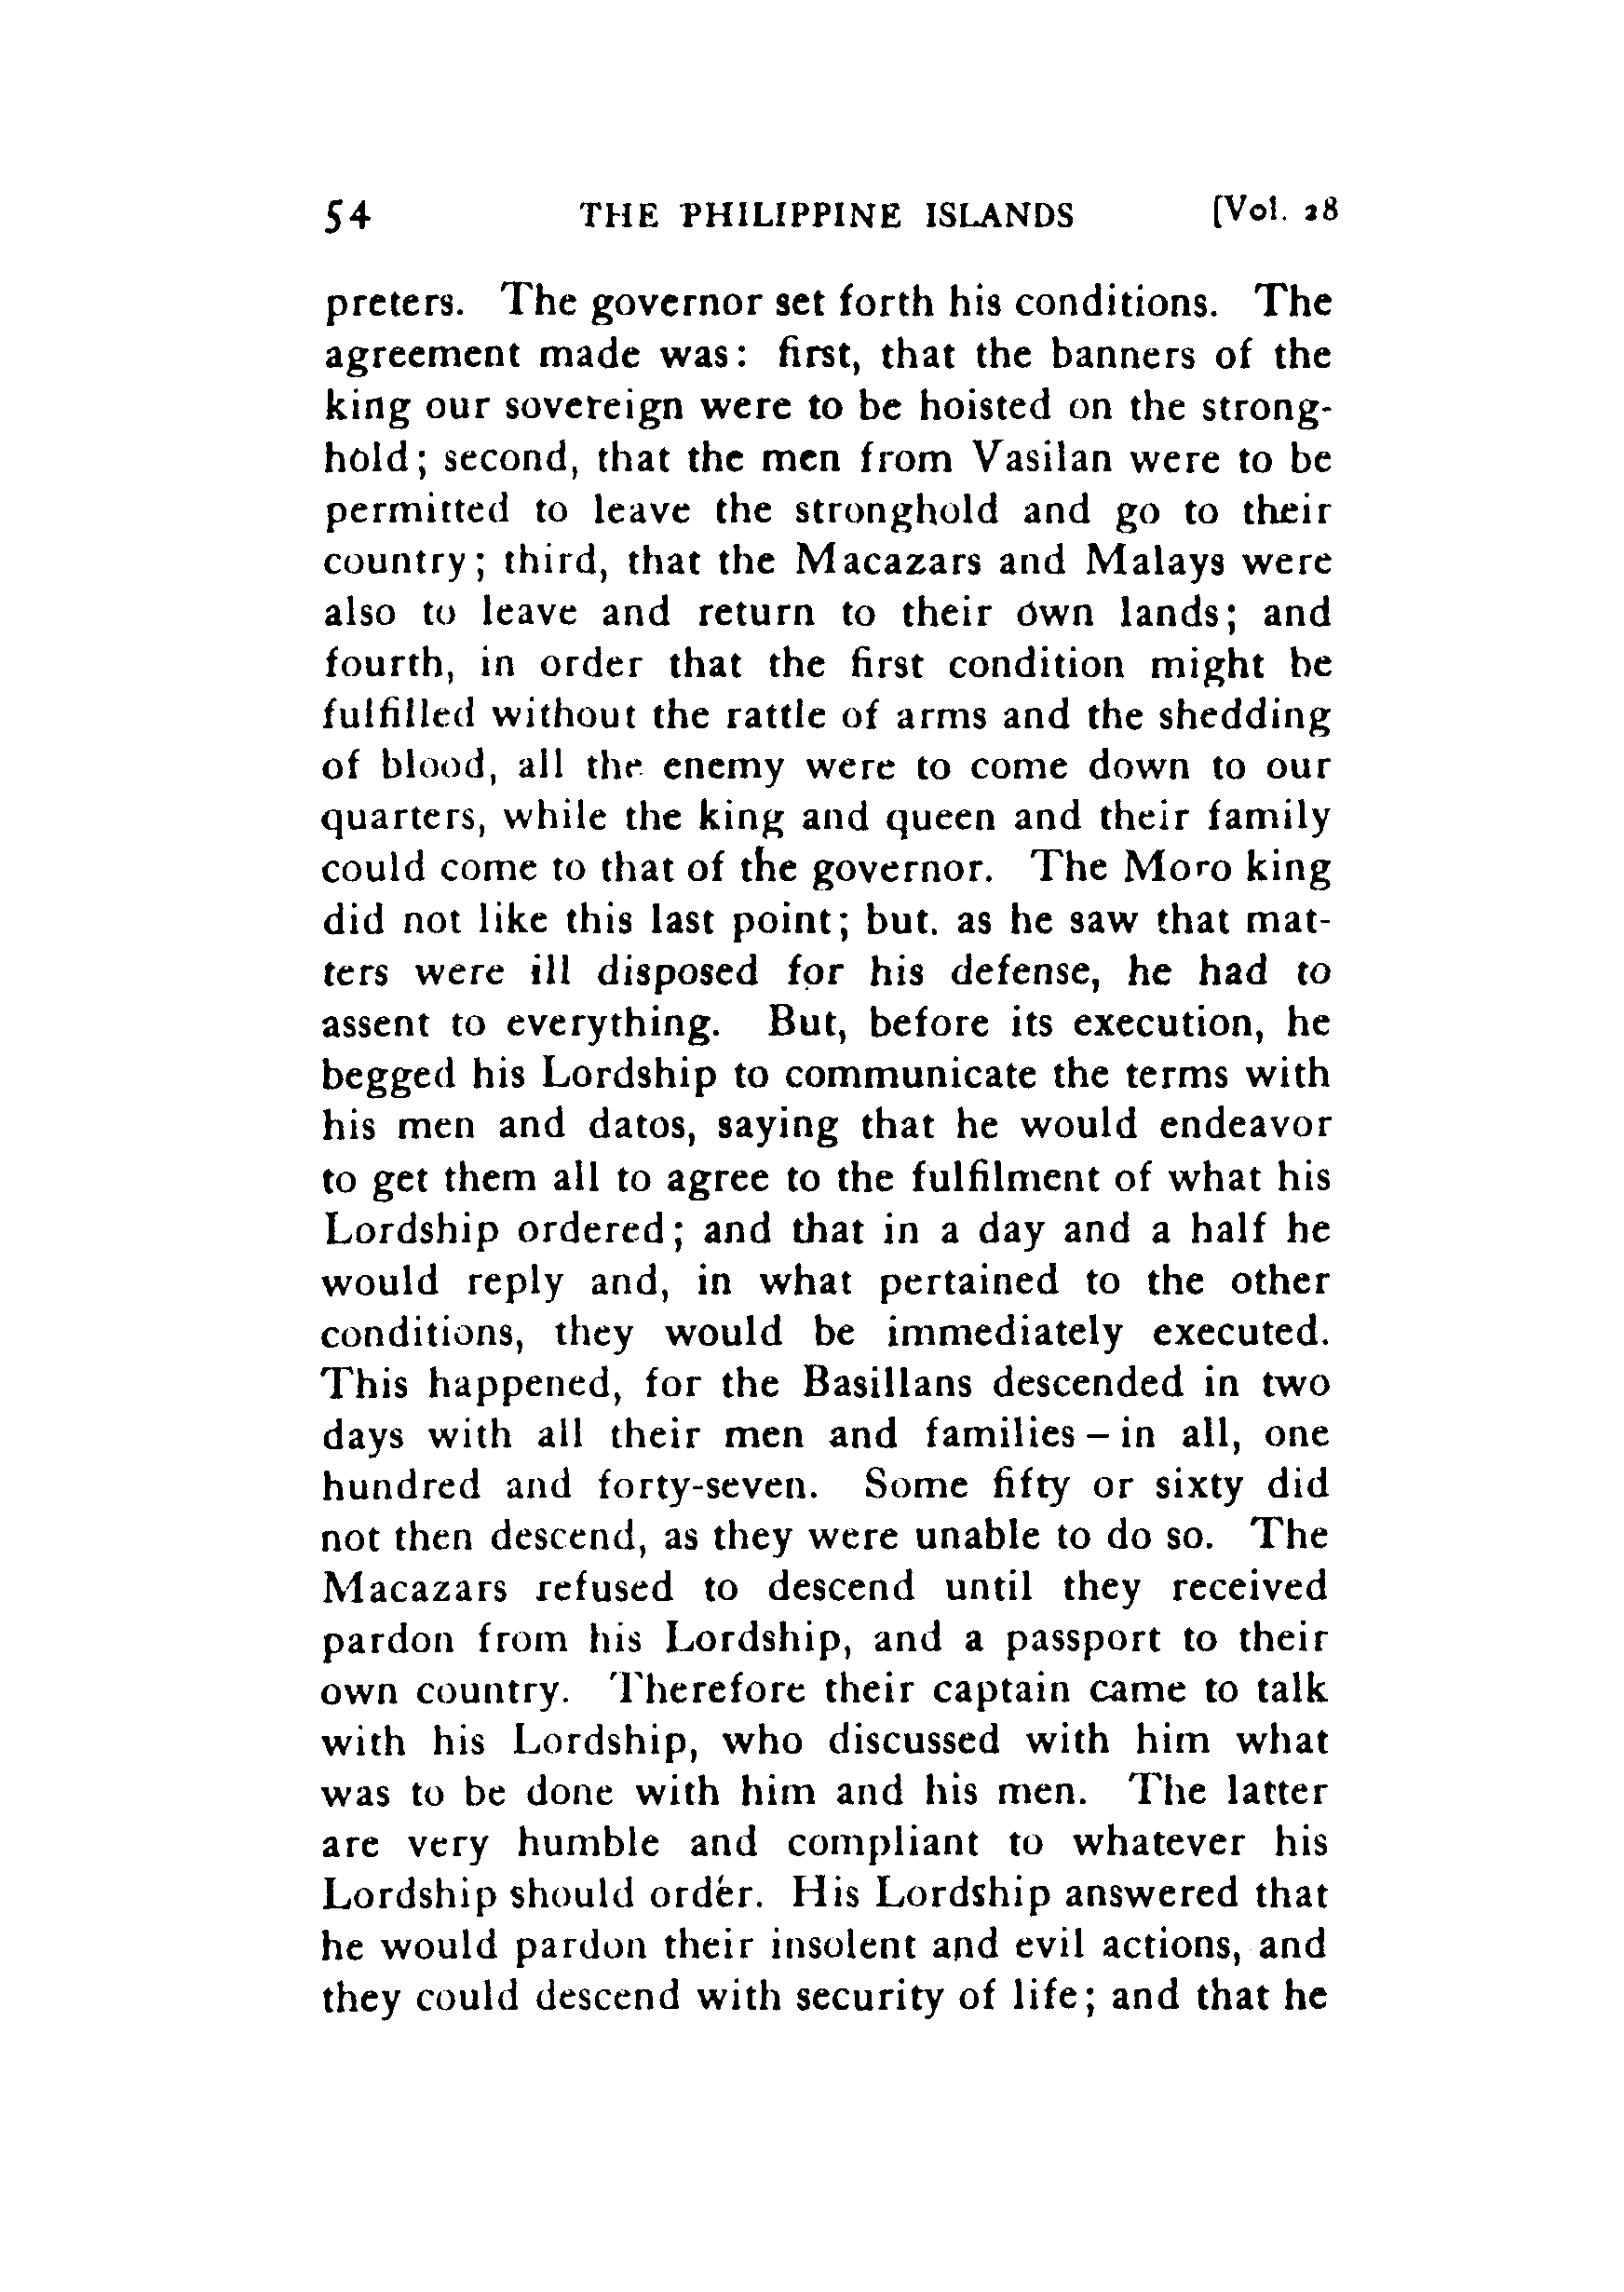 54 THE PHILIPPINE ISLANDS [Vol. 28
preters. The governor set forth his conditions. The
agreement made was: first, that the banners of the
king our sovereign were to be hoisted on the strong-
hold; second, that the men from Vasilan were to be
permitted to leave the stronghold and go to their
country; third, that the Macazars and Malays were
also to leave and return to their own lands; and
fourth, in order that the first condition might be
fulfilled without the rattle of arms and the shedding
of blood, all the enemy were to come down to our
quarters, while the king and queen and their family
could come to that of the governor. The Moro king
did not like this last point; but. as he saw that mat-
ters were ill disposed for his defense, he had to
assent to everything. But, before its execution, he
begged his Lordship to communicate the terms with
his men and datos, saying that he would endeavor
to get them all to agree to the fulfilment of what his
Lordship ordered; and that in a day and a half he
would reply and, in what pertained to the other
conditions, they would be immediately executed.
This happened, for the Basillans descended in two
days with all their men and families – in all, one
hundred and forty-seven. Some fifty or sixty did
not then descend, as they were unable to do so. The
Macazars refused to descend until they received
pardon from his Lordship, and a passport to their
own country. Therefore their captain came to talk
with his Lordship, who discussed with him what
was to be done with him and his men. The latter
are very humble and compliant to whatever his
Lordship should order. His Lordship answered that
he would pardon their insolent and evil actions, and
they could descend with security of life; and that he